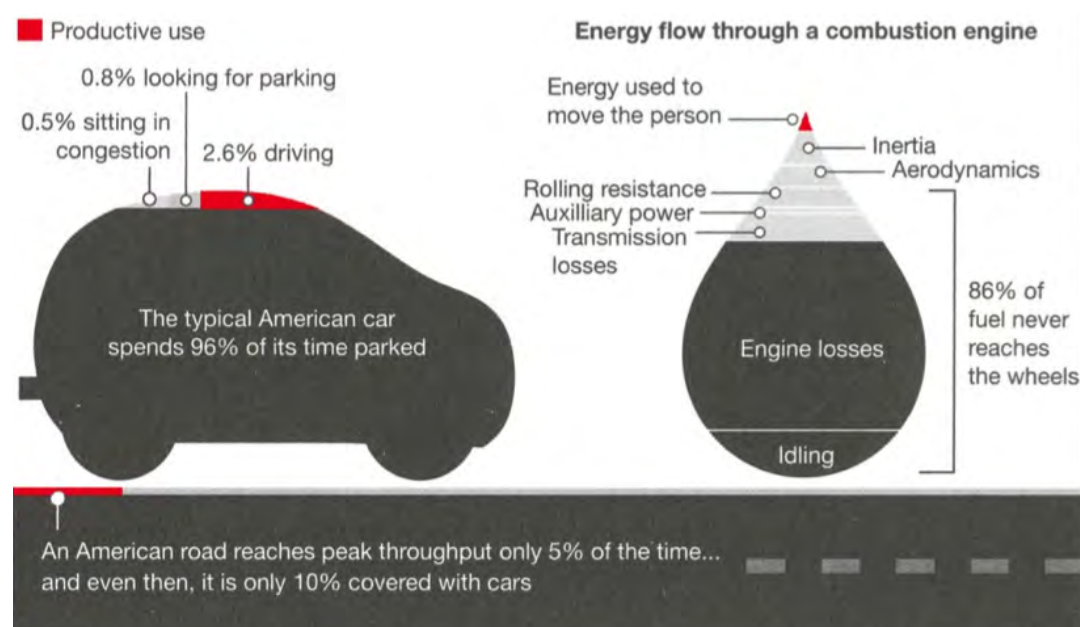 Productive use
0.8% looking for parking
0.5% sitting in
congestion
2.6% driving
The typical American car
spends 96% of its time parked
Energy flow through a combustion engine
Energy used to
move the person
Inertia
Aerodynamics
Rolling resistance
Auxilliary power
Transmission
losses
Engine losses
Idling
86% of
fuel never
reaches
the wheels
An American road reaches peak throughput only 5% of the time...
and even then, it is only 10% covered with cars